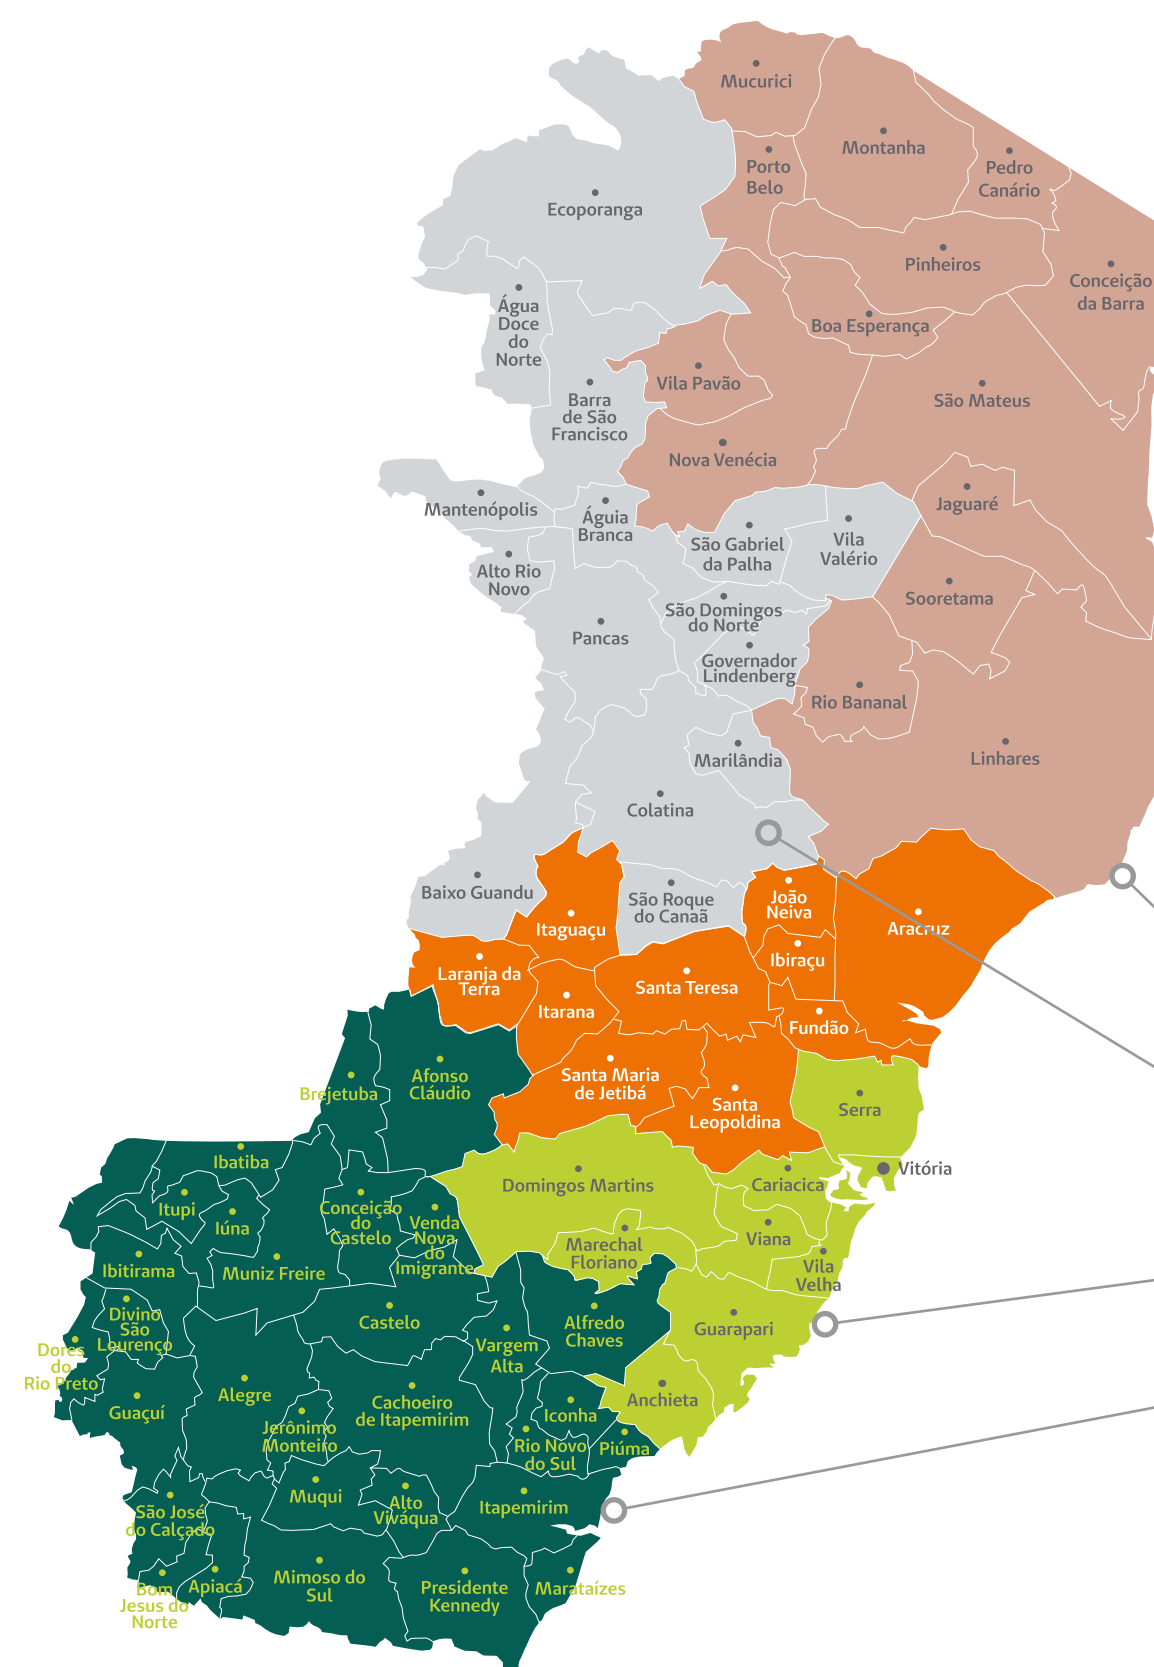 Mucurici
Montanha
Porto
Belo
Pedro
Canário
Ecoporanga
Pinheiros
Conceição
da Barra
Água
Doce
do
Norte
Boa Esperança
Vila Pavão
São Mateus
Barra
de São
Francisco
Nova Venécia
Mantenópolis
Águia
Branca
Jaguaré
São Gabriel
da Palha
Vila
Valério
Alto Rio
Novo
Sooretama
São Domingos
do Norte
Pancas
Governador
Lindenberg
Rio Bananal
Marilândia
Linhares
Colatina
Baixo Guandu
São Roque
do Canaã
João
Neiva
Itaguaçu
Aracruz
Laranja da
Terra
Ibiraçu
Santa Teresa
Itarana
Fundão
Afonso
Cláudio
Santa Maria
de Jetibá
Brejetuba
Santa
Leopoldina
Serra
Ibatiba
Vitória
Domingos Martins
Cariacica
Itupi
Iúna
Conceição
do
Castelo
Venda
Nova
do
Imigrante
Viana
Marechal
Floriano
Ibitirama
Muniz Freire
Vila
Velha
Divino
São
Lourenço
Castelo
Alfredo
Chaves
Guarapari
Dores
do
Rio Preto
Vargem
Alta
Alegre
Guaçuí
Cachoeiro
de Itapemirim
Iconha
Anchieta
Jerônimo
Monteiro
Rio Novo
do Sul
Piúma
Muqui
Alto
Viváqua
Itapemirim
São José
do Calçado
Mimoso do
Sul
Apiacá
Bom
Jesus do
Norte
Presidente
Kennedy
Marataízes